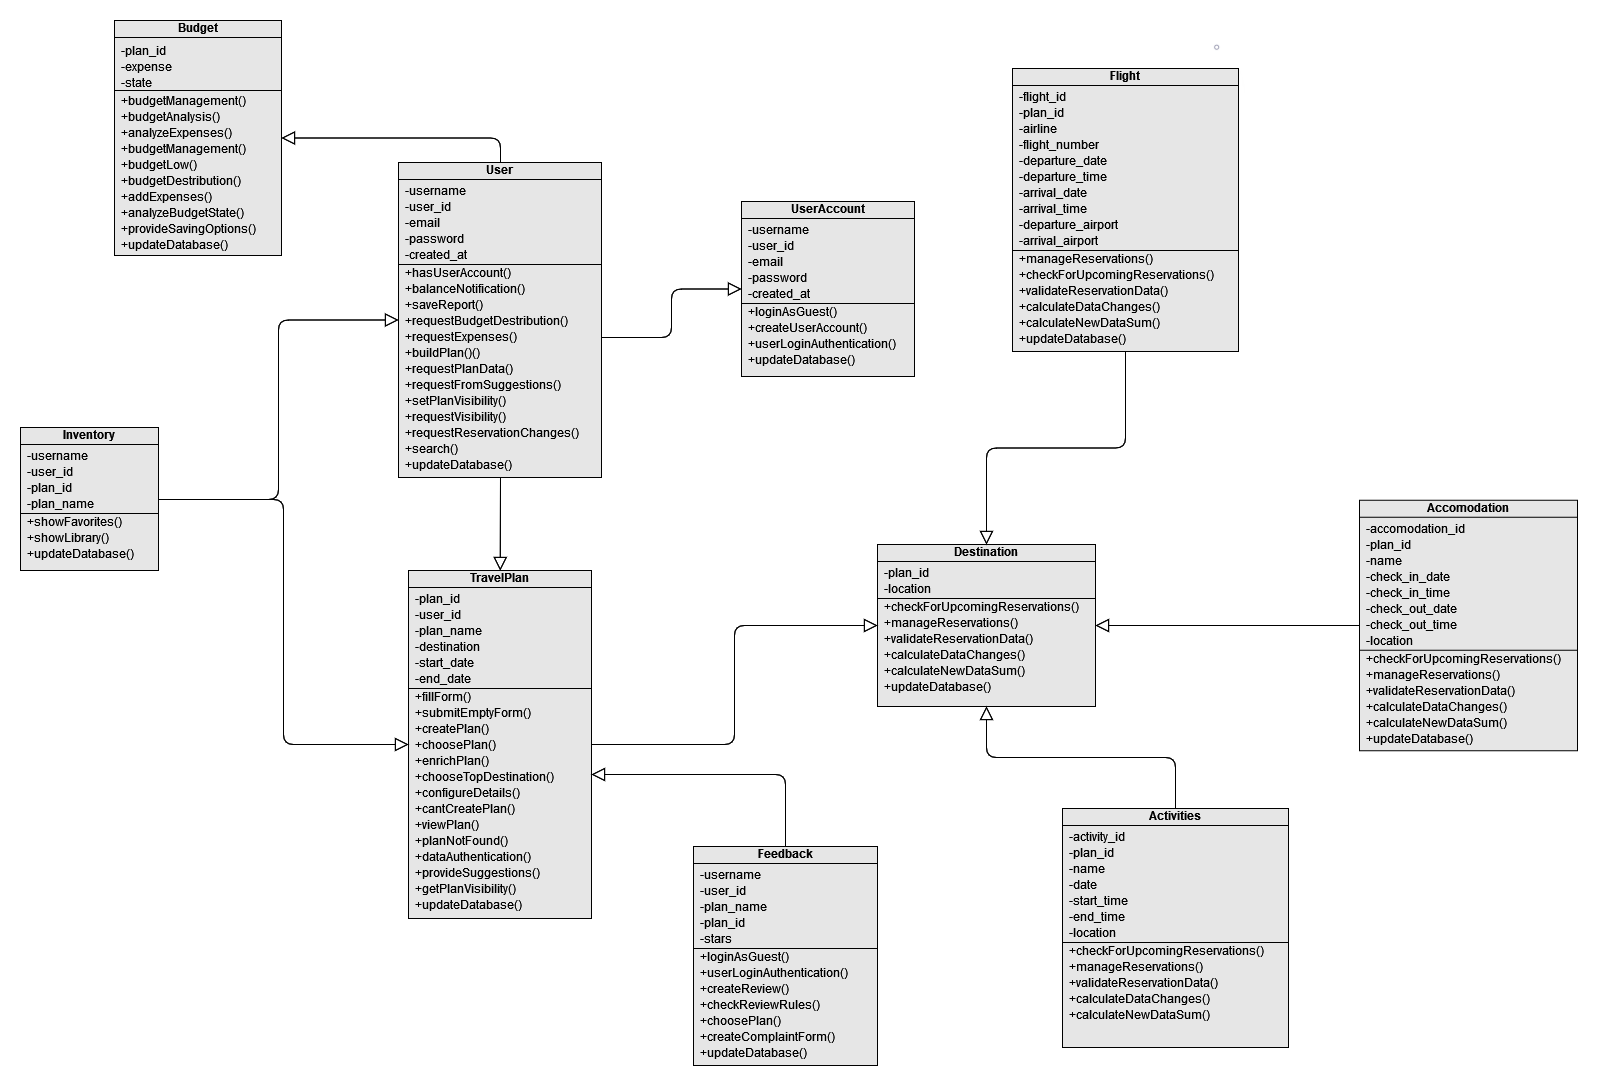 Budget
-plan_id
-expense
-state
+budgetManagement()
+budgetAnalysis()
+analyzeExpenses()
+budgetManagement()
+budgetLow()
+budgetDestribution()
+addExpenses()
+analyzeBudgetState()
+provideSavingOptions()
+updateDatabase()
User
-username
-user_id
-email
-password
-created_at
+hasUserAccount()
+balanceNotification()
+saveReport()
+requestBudgetDestribution()
+requestExpenses()
+buildPlan()()
+requestPlanData()
+requestFromSuggestions()
+setPlanVisibility()
+requestVisibility()
+requestReservationChanges()
+search()
+updateDatabase()
UserAccount
-username
-user_id
-email
-password
-created_at
+loginAsGuest()
+createUserAccount()
+userLoginAuthentication()
+updateDatabase()
Flight
-flight_id
-plan_id
-airline
-flight_number
-departure_date
-departure_time
-arrival_date
-arrival_time
-departure_airport
-arrival_airport
+manageReservations()
+checkForUpcomingReservations()
+validateReservationData()
+calculateDataChanges()
+calculateNewDataSum()
+updateDatabase()
Inventory
-username
-user_id
-plan_id
-plan_name
+showFavorites()
+showLibrary()
+updateDatabase()
TravelPlan
-plan_id
-user_id
-plan_name
-destination
-start_date
-end_date
+fillForm()
+submitEmptyForm()
+createPlan()
+choosePlan()
+enrichPlan()
+chooseTopDestination()
+configureDetails()
+cantCreatePlan()
+viewPlan()
+planNotFound()
+dataAuthentication()
+provideSuggestions()
+getPlanVisibility()
+updateDatabase()
Destination
-plan_id
-location
+checkForUpcomingReservations()
+manageReservations()
+validateReservationData()
+calculateDataChanges()
+calculateNewDataSum()
+updateDatabase()
Accomodation
-accomodation_id
-plan_id
-name
-check_in_date
-check_in_time
-check_out_date
-check_out_time
-location
+checkForUpcomingReservations()
+manageReservations()
+validateReservationData()
+calculateDataChanges()
+calculateNewDataSum()
+updateDatabase()
Feedback
-username
-user_id
-plan_name
-plan_id
-stars
+loginAsGuest()
+userLoginAuthentication()
+createReview()
+checkReviewRules()
+choosePlan()
+createComplaintForm()
+updateDatabase()
Activities
-activity_id
-plan_id
-name
-date
-start_time
-end_time
-location
+checkForUpcomingReservations()
+manageReservations()
+validateReservationData()
+calculateDataChanges()
+calculateNewDataSum()